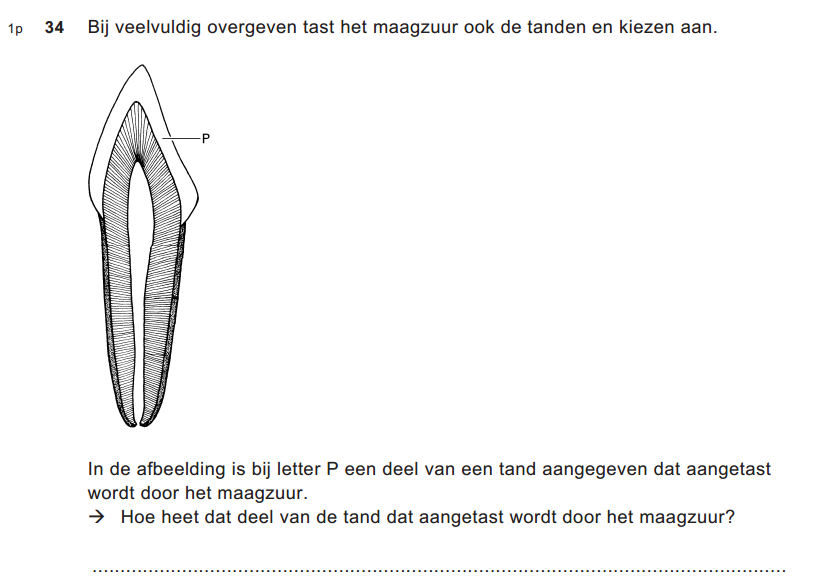 1p 34 Bij veelvuldig overgeven tast het maagzuur ook de tanden en kiezen aan.
P
In de afbeelding is bij letter P een deel van een tand aangegeven dat aangetast
wordt door het maagzuur.
→ Hoe heet dat deel van de tand dat aangetast wordt door het maagzuur?
....................................................................................................................................